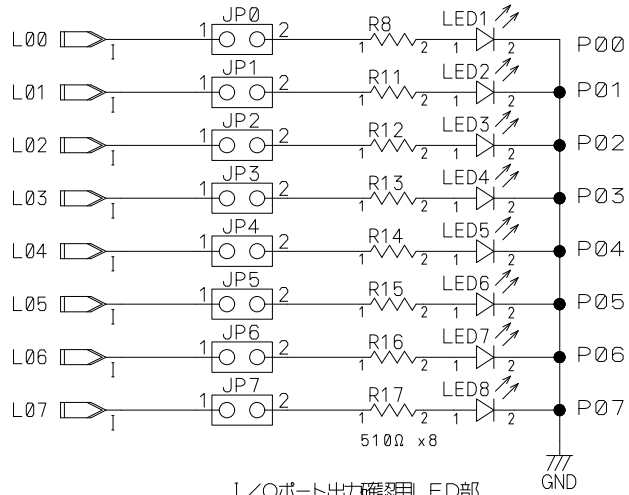 JP0 R8 LED1
L00 I 1 2 1 2 1 2 P00
JP1 R11 LED2
L01 I 1 2 1 2 1 2 P01
JP2 R12 LED3
L02 I 1 2 1 2 1 2 P02
JP3 R13 LED4
L03 I 1 2 1 2 1 2 P03
JP4 R14 LED5
L04 I 1 2 1 2 1 2 P04
JP5 R15 LED6
L05 I 1 2 1 2 1 2 P05
JP6 R16 LED7
L06 I 1 2 1 2 1 2 P06
JP7 R17 LED8
L07 I 1 2 1 2 1 2 P07
510Ω x8
GND
I/Oポート出力確認用LED部